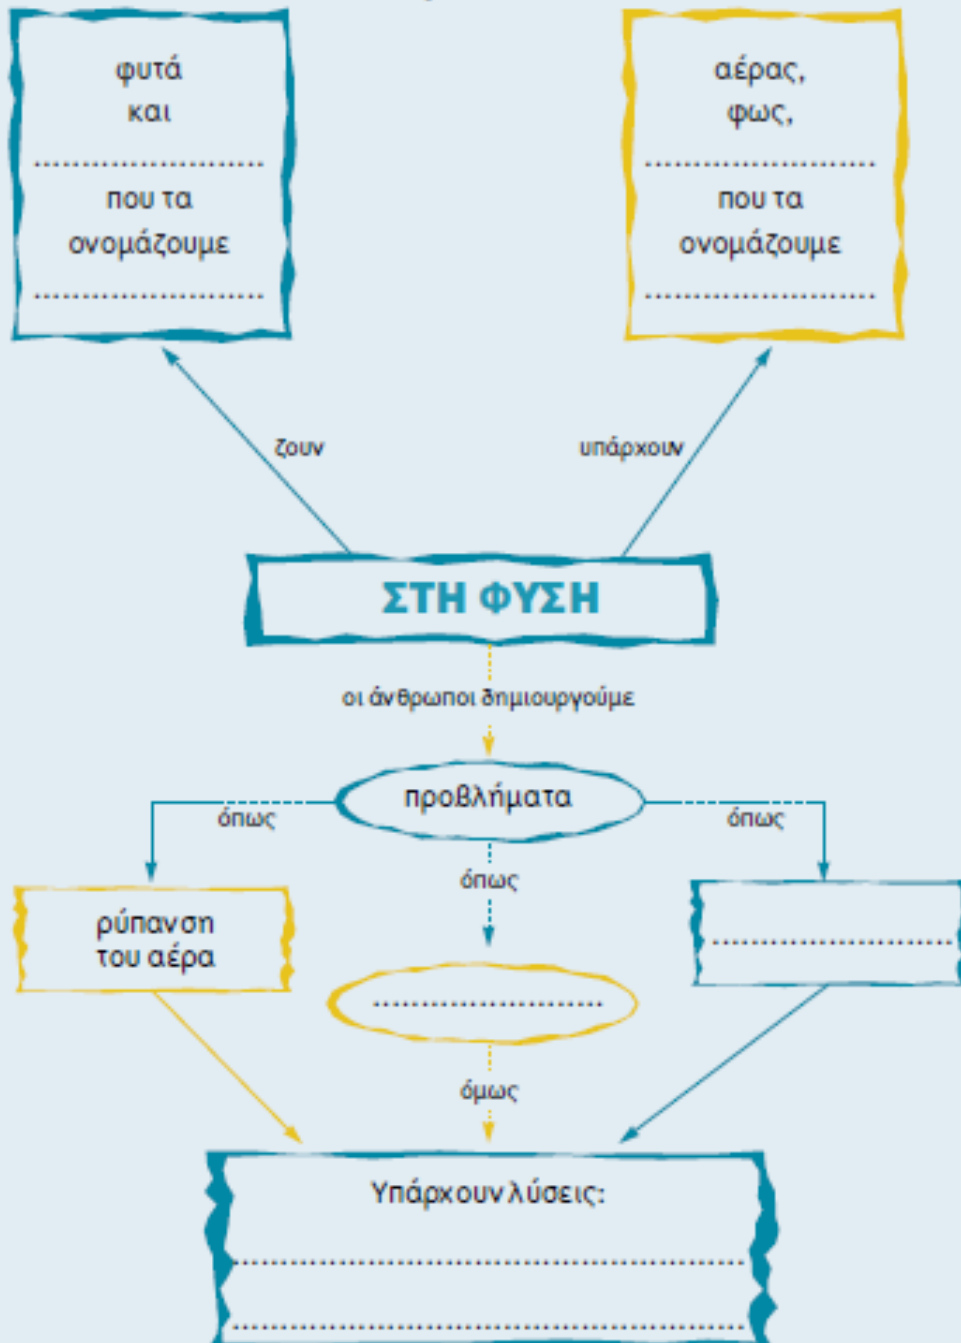 φυτά
και
........................
που τα
ονομάζουμε
........................
αέρας,
φως,
........................
που τα
ονομάζουμε
........................
ζουν
υπάρχουν
ΣΤΗ ΦΥΣΗ
οι άνθρωποι δημιουργούμε
προβλήματα
όπως
όπως
όπως
ρύπανση
του αέρα
........................
.........................
όμως
Υπάρχουν λύσεις:
.....................................................
.....................................................